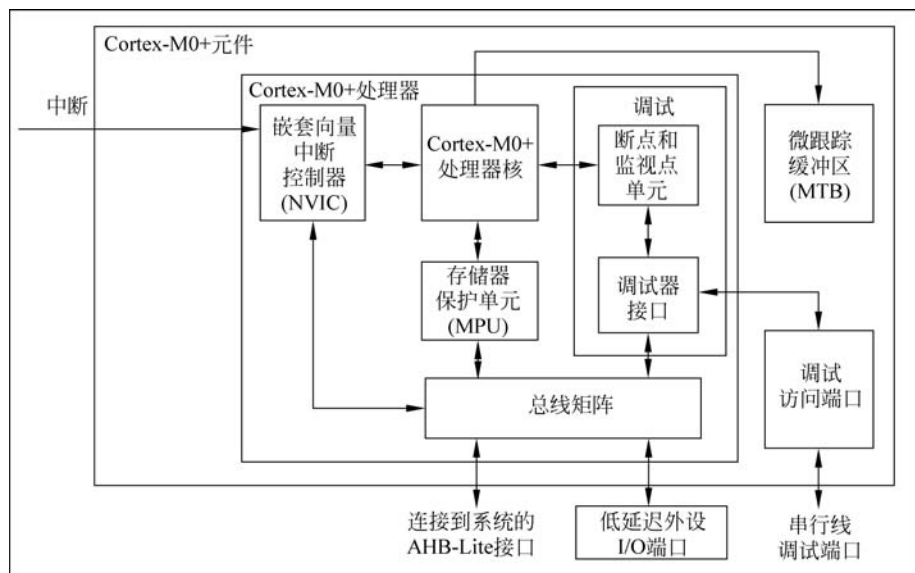 Cortex-M0+元件
Cortex-M0+处理器
中断
嵌套向量
中断
控制器
(NVIC)
Cortex-M0+
处理器核
调试
断点和
监视点
单元
微跟踪
缓冲区
(MTB)
存储器
保护单元
(MPU)
调试器
接口
总线矩阵
调试
访问端口
连接到系统的
AHB-Lite接口
低延迟外设
I/O端口
串行线
调试端口